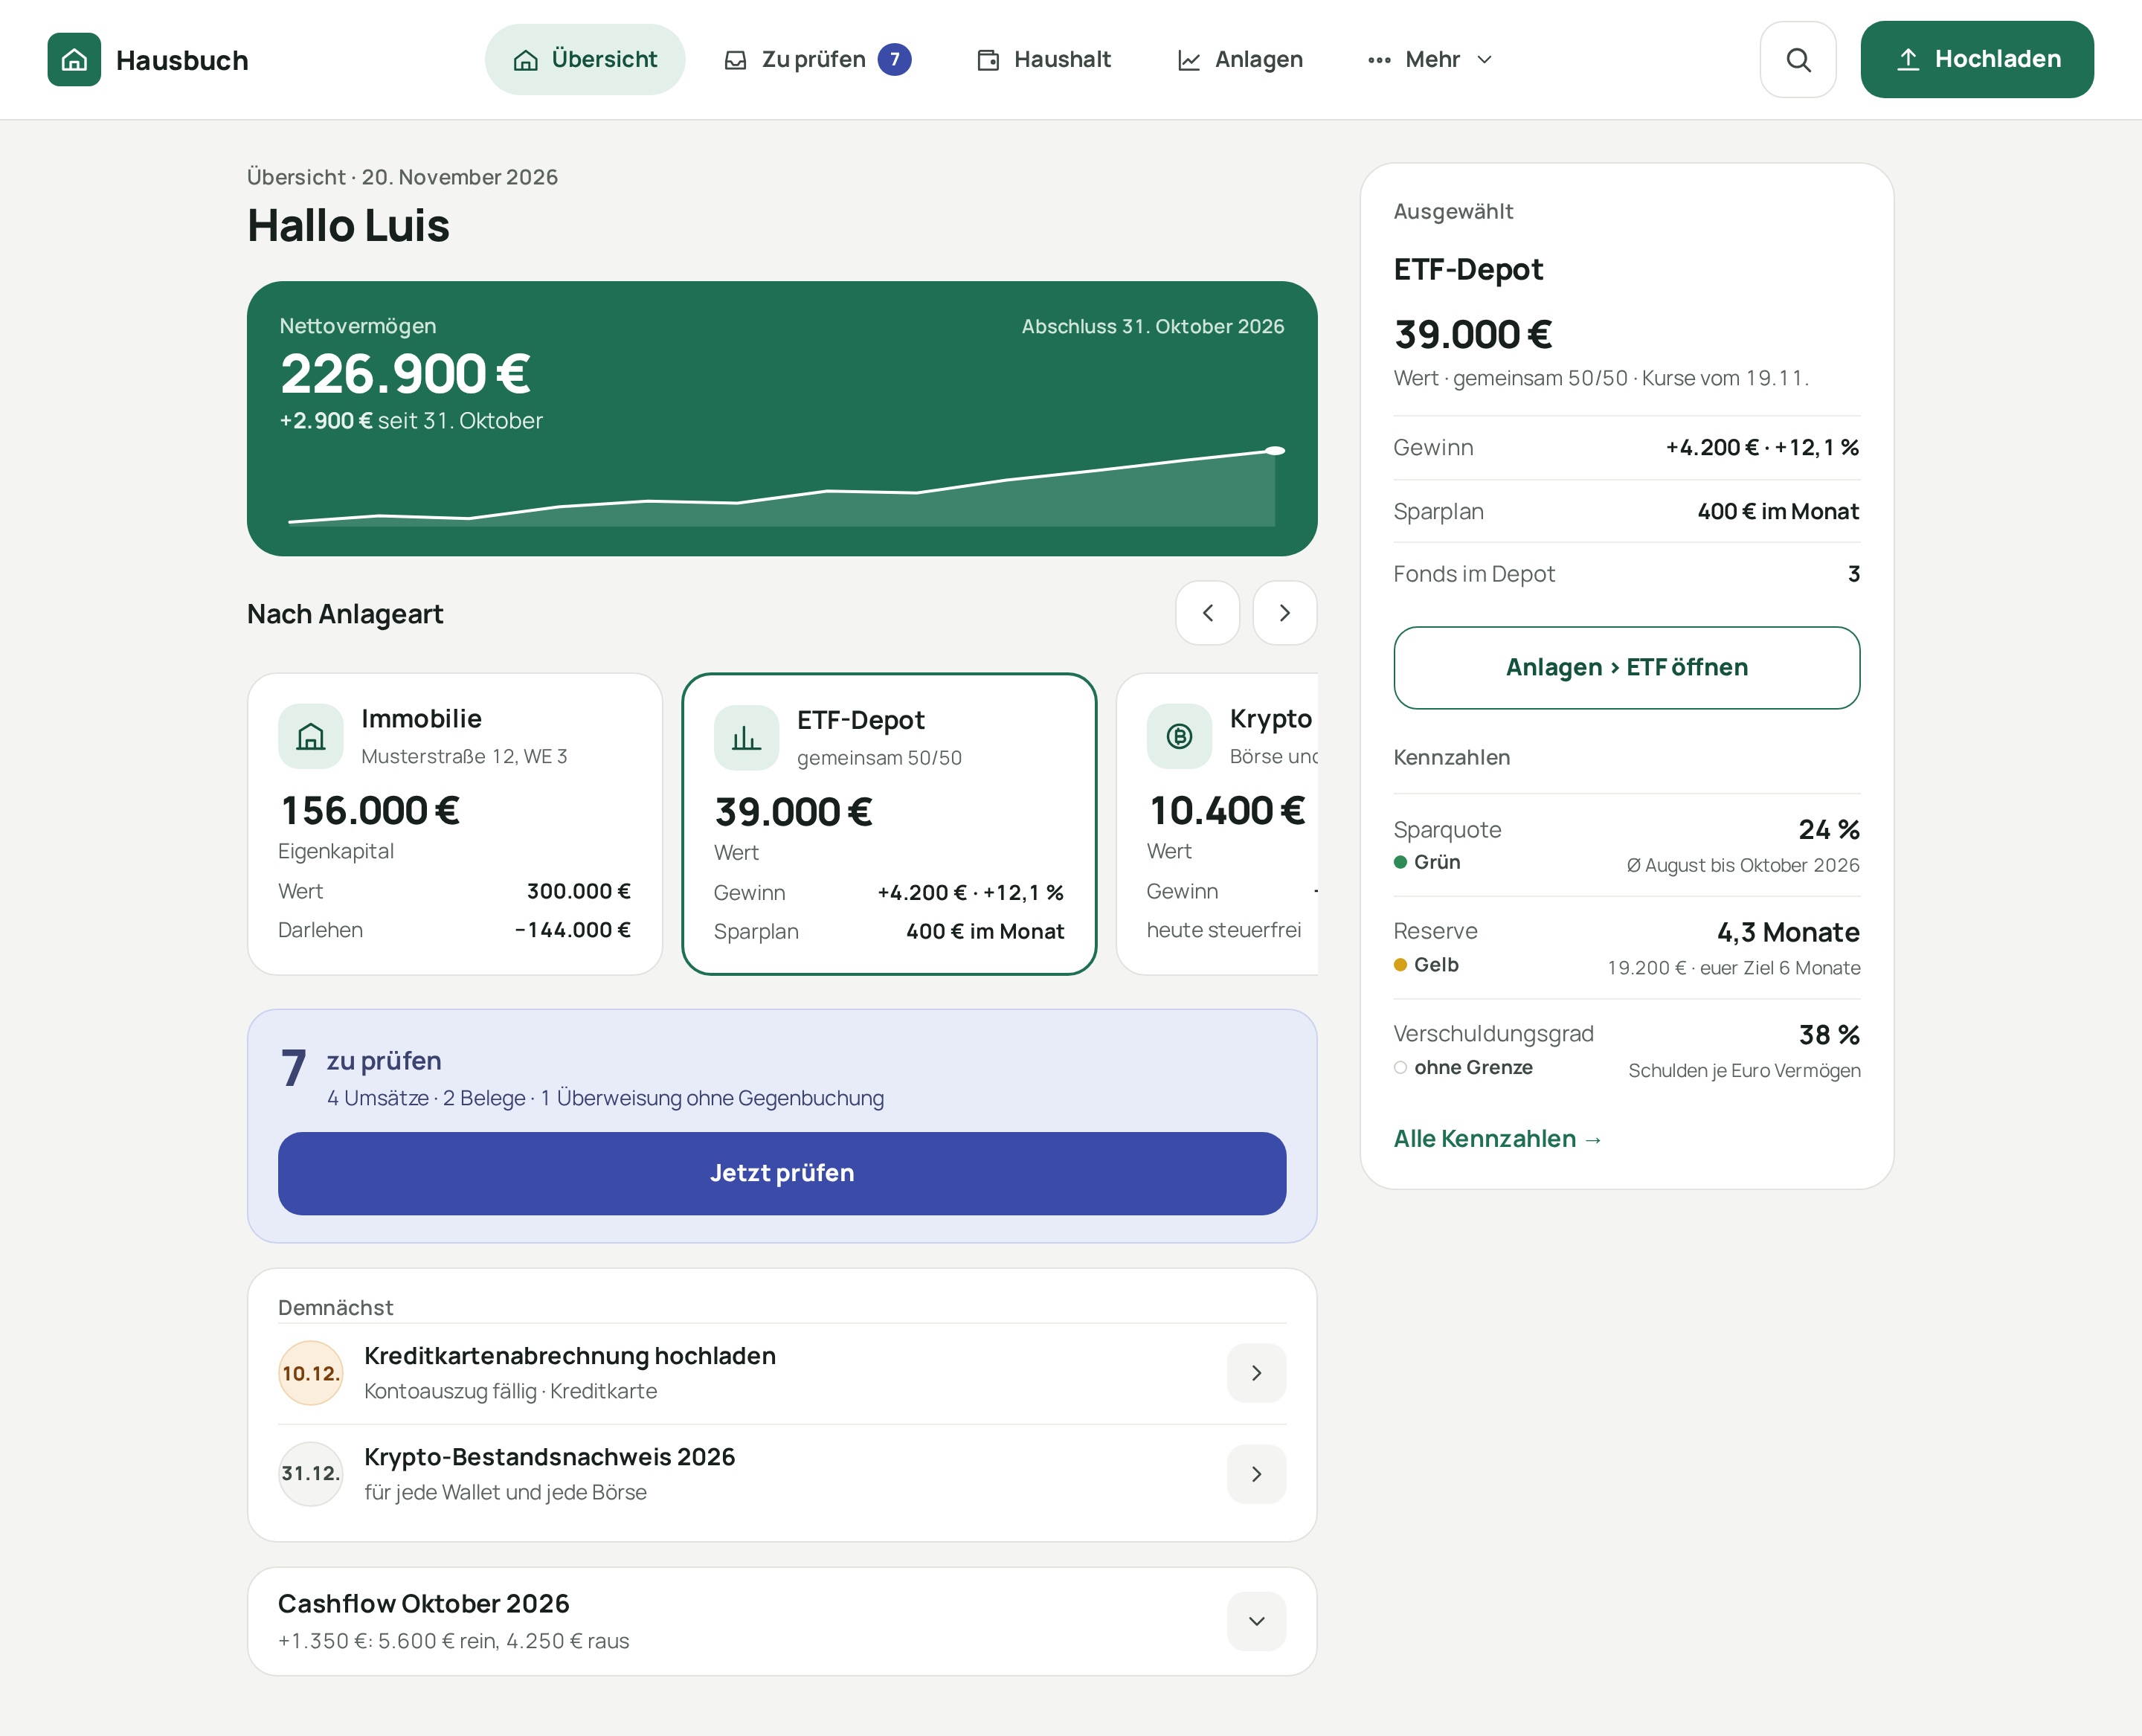 Hausbuch
Übersicht
Zu prüfen 7
Haushalt
Anlagen
Mehr
Hochladen
Übersicht · 20. November 2026
Hallo Luis
Nettovermögen
Abschluss 31. Oktober 2026
226.900 €
+2.900 € seit 31. Oktober
Nach Anlageart
Immobilie
Musterstraße 12, WE 3
156.000 €
Eigenkapital
Wert 300.000 €
Darlehen −144.000 €
ETF-Depot
gemeinsam 50/50
39.000 €
Wert
Gewinn +4.200 € · +12,1 %
Sparplan 400 € im Monat
Krypto
Börse und
10.400 €
Wert
Gewinn
heute steuerfrei
7 zu prüfen
4 Umsätze · 2 Belege · 1 Überweisung ohne Gegenbuchung
Jetzt prüfen
Demnächst
10.12. Kreditkartenabrechnung hochladen
Kontoauszug fällig · Kreditkarte
31.12. Krypto-Bestandsnachweis 2026
für jede Wallet und jede Börse
Cashflow Oktober 2026
+1.350 €: 5.600 € rein, 4.250 € raus
Ausgewählt
ETF-Depot
39.000 €
Wert · gemeinsam 50/50 · Kurse vom 19.11.
Gewinn +4.200 € · +12,1 %
Sparplan 400 € im Monat
Fonds im Depot 3
Anlagen › ETF öffnen
Kennzahlen
Sparquote 24 %
Grün Ø August bis Oktober 2026
Reserve 4,3 Monate
Gelb 19.200 € · euer Ziel 6 Monate
Verschuldungsgrad 38 %
ohne Grenze Schulden je Euro Vermögen
Alle Kennzahlen →